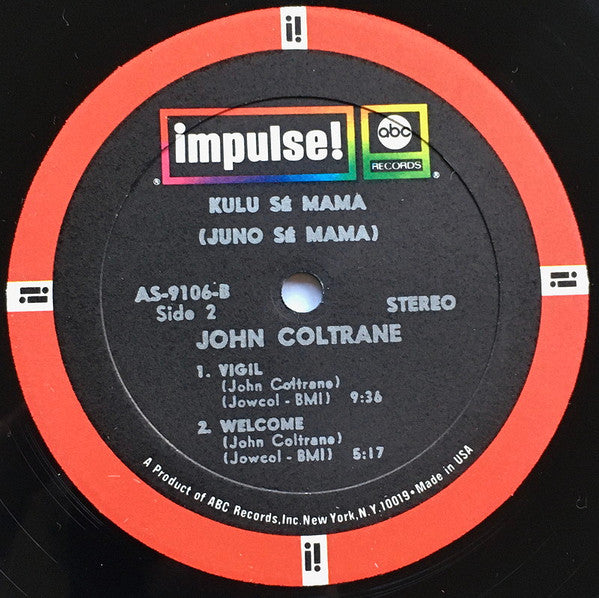 i!
impulse!
abc
RECORDS
®
®
KULU SÉ MAMA
(JUNO SÉ MAMA)
AS-9106-B
Side 2
STEREO
JOHN COLTRANE
1. VIGIL
(John Coltrane)
(Jowcol - BMI) 9:36
2. WELCOME
(John Coltrane)
(Jowcol - BMI) 5:17
A Product of ABC Records, Inc. New York, N.Y. 10019 • Made in USA
i!
i!
i!